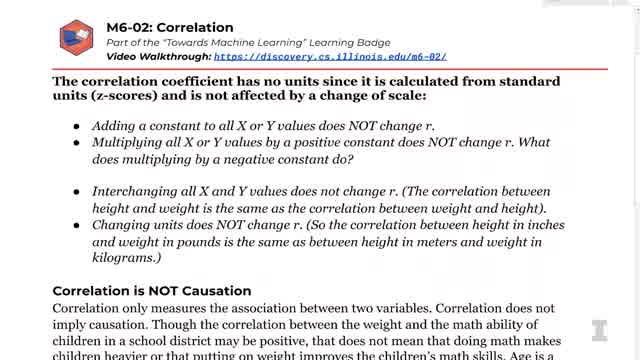 M6-02: Correlation
Part of the "Towards Machine Learning" Learning Badge
Video Walkthrough: https://discovery.cs.illinois.edu/m6-02/
The correlation coefficient has no units since it is calculated from standard
units (z-scores) and is not affected by a change of scale:
● Adding a constant to all X or Y values does NOT change r.
● Multiplying all X or Y values by a positive constant does NOT change r. What
does multiplying by a negative constant do?
● Interchanging all X and Y values does not change r. (The correlation between
height and weight is the same as the correlation between weight and height).
● Changing units does NOT change r. (So the correlation between height in inches
and weight in pounds is the same as between height in meters and weight in
kilograms.)
Correlation is NOT Causation
Correlation only measures the association between two variables. Correlation does not
imply causation. Though the correlation between the weight and the math ability of
children in a school district may be positive, that does not mean that doing math makes
children heavier or that putting on weight improves the children's math skills. Age is a